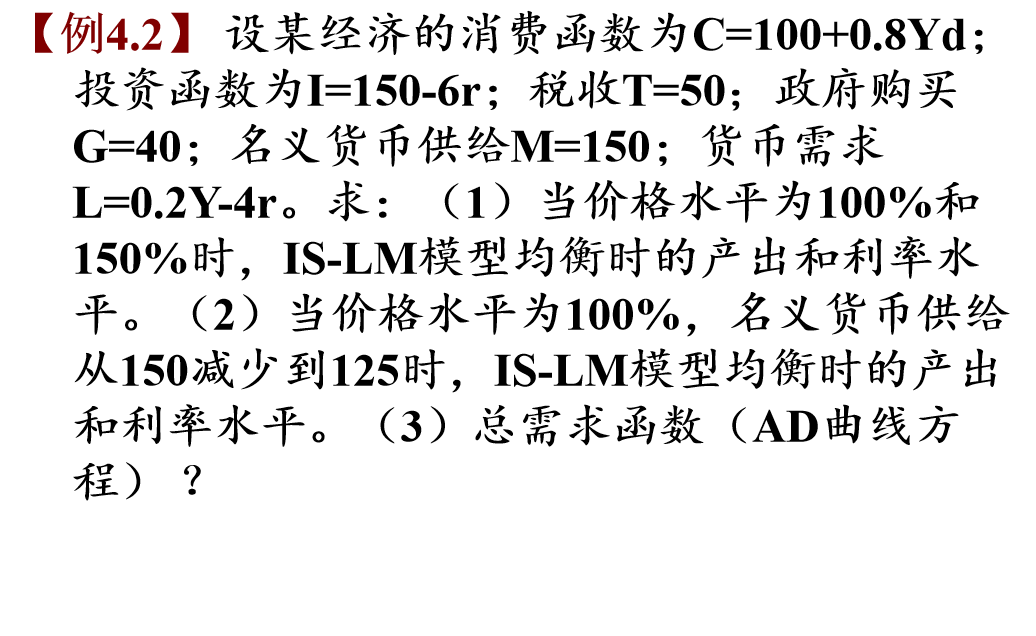 【例4.2】 设某经济的消费函数为C=100+0.8Yd；
投资函数为I=150-6r；税收T=50；政府购买
G=40；名义货币供给M=150；货币需求
L=0.2Y-4r。求：（1）当价格水平为100%和
150%时，IS-LM模型均衡时的产出和利率水
平。（2）当价格水平为100%，名义货币供给
从150减少到125时，IS-LM模型均衡时的产出
和利率水平。（3）总需求函数（AD曲线方
程）？